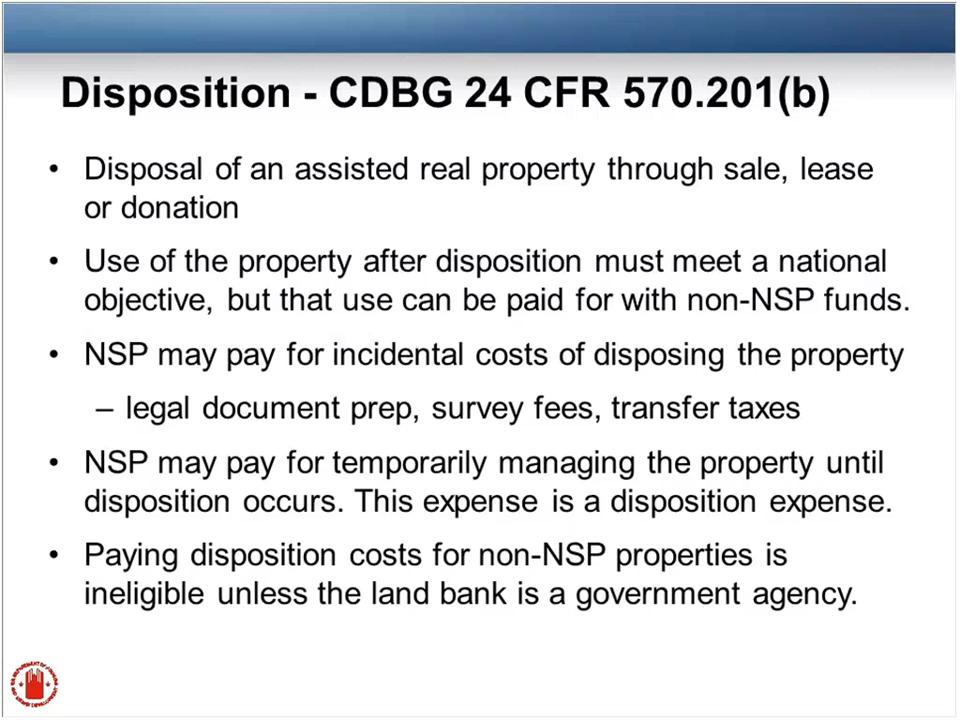 Disposition - CDBG 24 CFR 570.201(b)
• Disposal of an assisted real property through sale, lease
or donation
• Use of the property after disposition must meet a national
objective, but that use can be paid for with non-NSP funds.
• NSP may pay for incidental costs of disposing the property
– legal document prep, survey fees, transfer taxes
• NSP may pay for temporarily managing the property until
disposition occurs. This expense is a disposition expense.
• Paying disposition costs for non-NSP properties is
ineligible unless the land bank is a government agency.